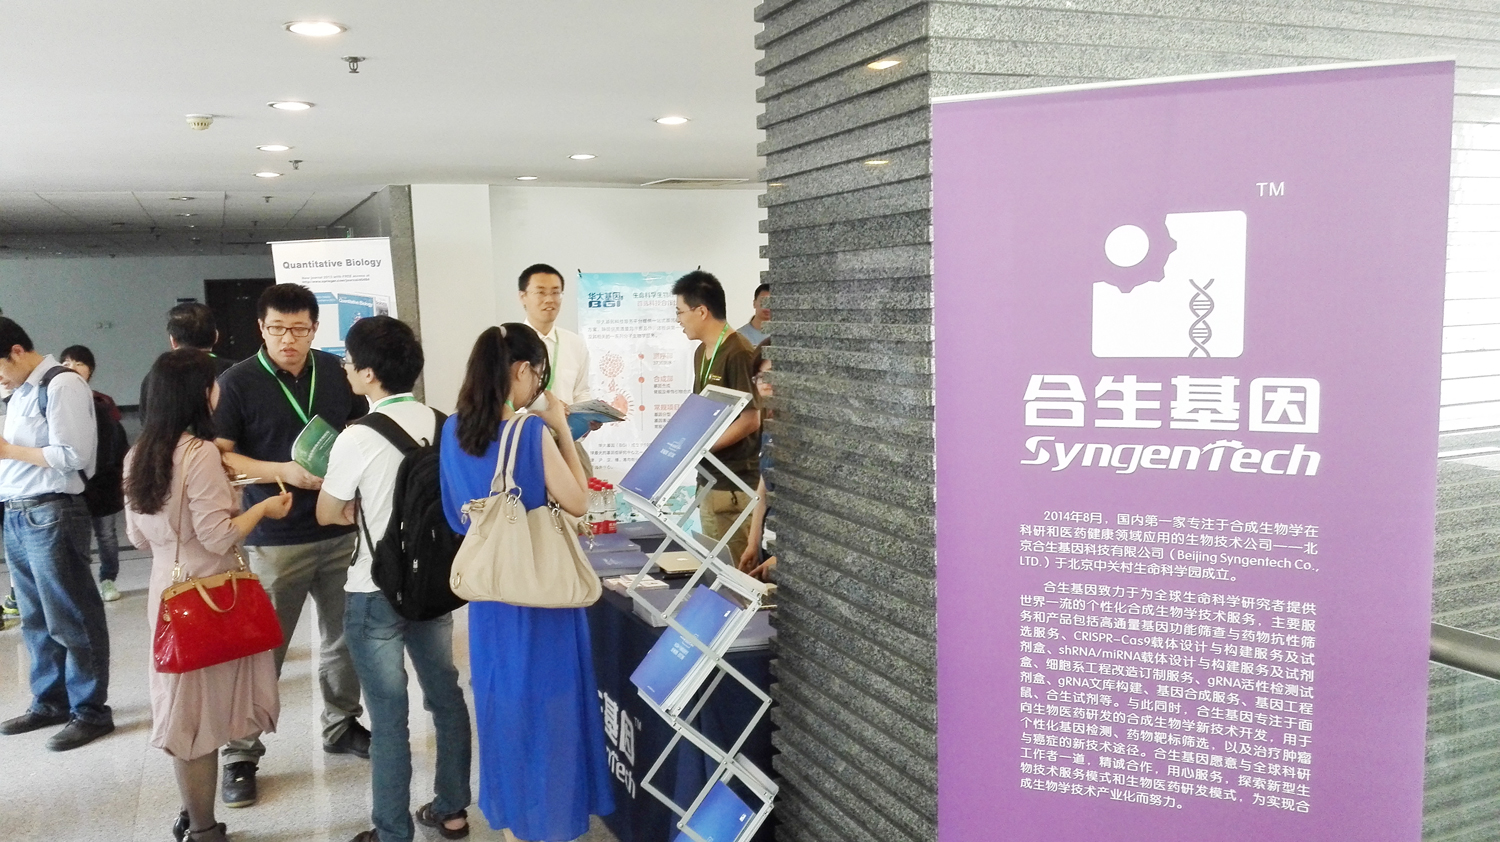 Quantitative Biology
华大基因
BGI
合成
TM
合生基因
SyngenTech
2014年8月，国内第一家专注于合成生物学在
科研和医药健康领域应用的生物技术公司——北
京合生基因科技有限公司（Beijing Syngentech Co.,
LTD.）于北京中关村生命科学园成立。
合生基因致力于为全球生命科学研究者提供
世界一流的个性化合成生物学技术服务，主要服
务和产品包括高通量基因功能筛查与药物抗性筛
选服务、CRISPR-Cas9载体设计与构建服务及试
剂盒、shRNA/miRNA载体设计与构建服务及试剂
盒、细胞系工程改造订制服务、gRNA活性检测试
剂盒、gRNA文库构建、基因合成服务、基因工程
鼠、合生试剂等。与此同时，合生基因专注于面
向生物医药研发的合成生物学新技术开发，用于
个性化基因检测、药物靶标筛选，以及治疗肿瘤
与癌症的新技术途径。合生基因愿意与全球科研
工作者一道，精诚合作，用心服务，探索新型生
物技术服务模式和生物医药研发模式，为实现合
成生物学技术产业化而努力。
基因
Tech